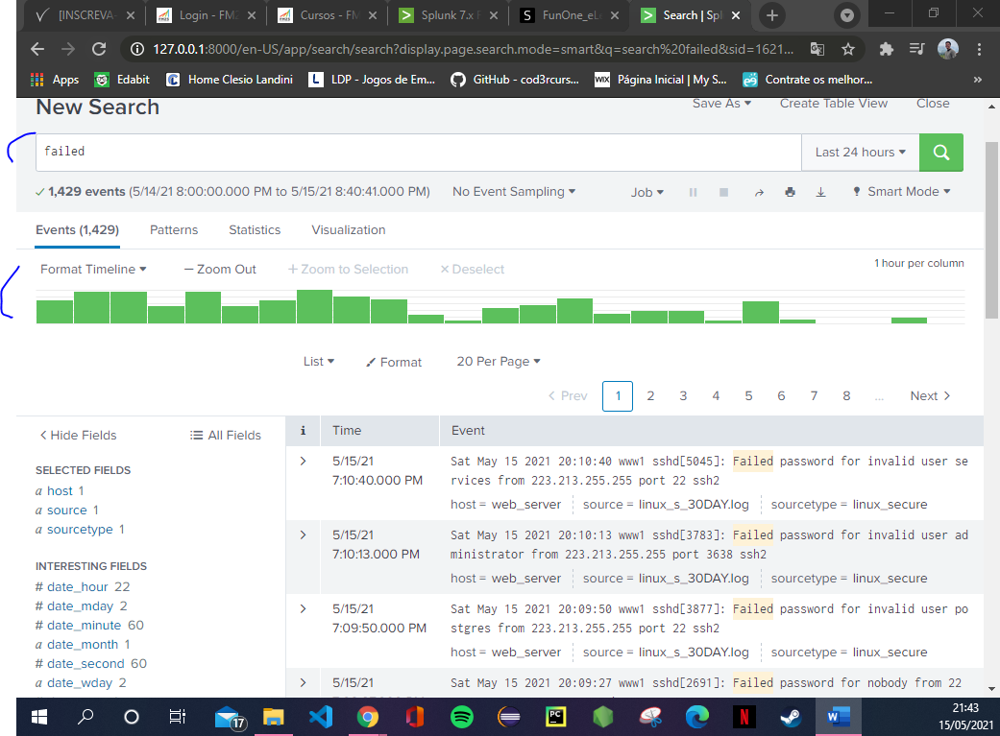 [INSCREVA-
Login - FM
Cursos - FM
Splunk 7.x F
FunOne_eLe
Search | Spl
127.0.0.1:8000/en-US/app/search/search?display.page.search.mode=smart&q=search%20failed&sid=1621...
Apps
Edabit
Home Clesio Landini
LDP - Jogos de Em...
GitHub - cod3rcurs...
Página Inicial | My S...
Contrate os melhor...
New Search
Save As
Create Table View
Close
failed
Last 24 hours
1,429 events (5/14/21 8:00:00.000 PM to 5/15/21 8:40:41.000 PM)
No Event Sampling
Job
Smart Mode
Events (1,429)
Patterns
Statistics
Visualization
Format Timeline
— Zoom Out
+ Zoom to Selection
× Deselect
1 hour per column
List
Format
20 Per Page
< Prev
1
2
3
4
5
6
7
8
...
Next >
< Hide Fields
All Fields
i
Time
Event
SELECTED FIELDS
a host 1
a source 1
a sourcetype 1
INTERESTING FIELDS
# date_hour 22
# date_mday 2
# date_minute 60
a date_month 1
# date_second 60
a date_wday 2
5/15/21
7:10:40.000 PM
Sat May 15 2021 20:10:40 www1 sshd[5045]: Failed password for invalid user se
rvices from 223.213.255.255 port 22 ssh2
host = web_server
source = linux_s_30DAY.log
sourcetype = linux_secure
5/15/21
7:10:13.000 PM
Sat May 15 2021 20:10:13 www1 sshd[3783]: Failed password for invalid user ad
ministrator from 223.213.255.255 port 3638 ssh2
host = web_server
source = linux_s_30DAY.log
sourcetype = linux_secure
5/15/21
7:09:50.000 PM
Sat May 15 2021 20:09:50 www1 sshd[3877]: Failed password for invalid user po
stgres from 223.213.255.255 port 22 ssh2
host = web_server
source = linux_s_30DAY.log
sourcetype = linux_secure
5/15/21
Sat May 15 2021 20:09:27 www1 sshd[2691]: Failed password for nobody from 22
17
21:43
15/05/2021